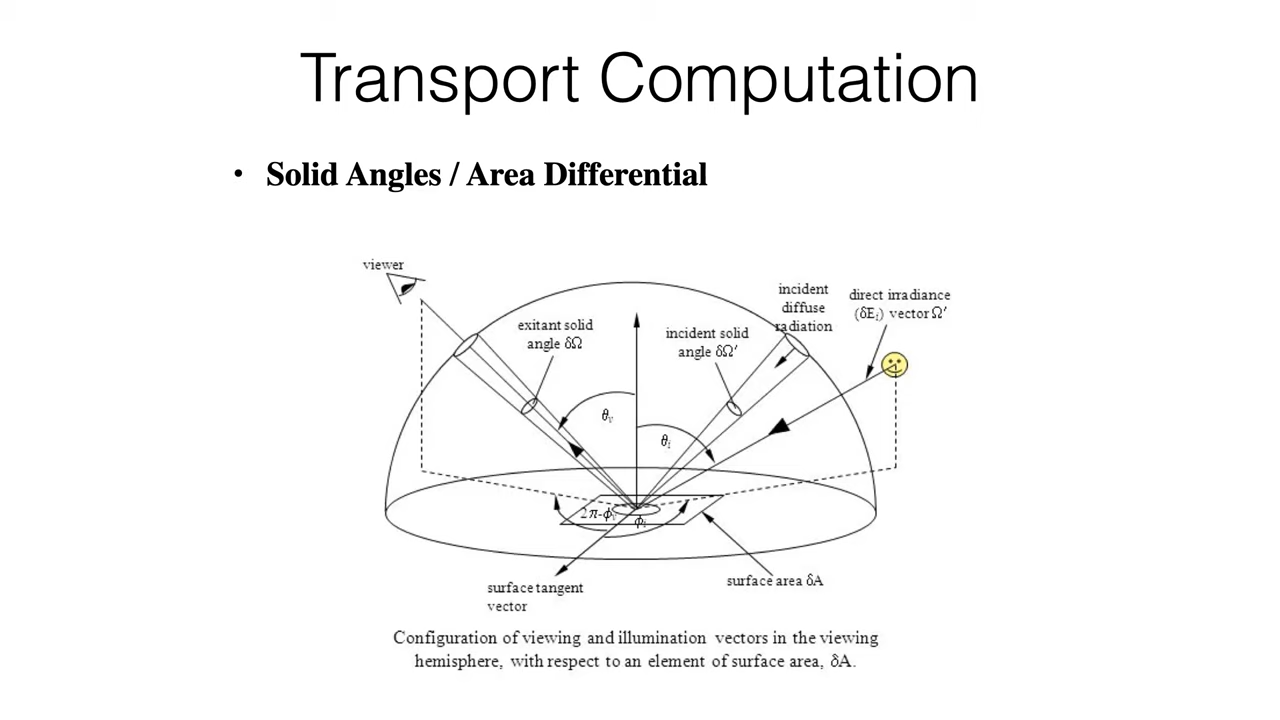 Transport Computation
• Solid Angles / Area Differential
viewer
exitant solid
angle δΩ
incident solid
angle δΩ′
incident
diffuse
radiation
direct irradiance
(δEi) vector Ω′
θv
θi
2π-ϕv
ϕi
surface tangent
vector
surface area δA
Configuration of viewing and illumination vectors in the viewing
hemisphere, with respect to an element of surface area, δA.